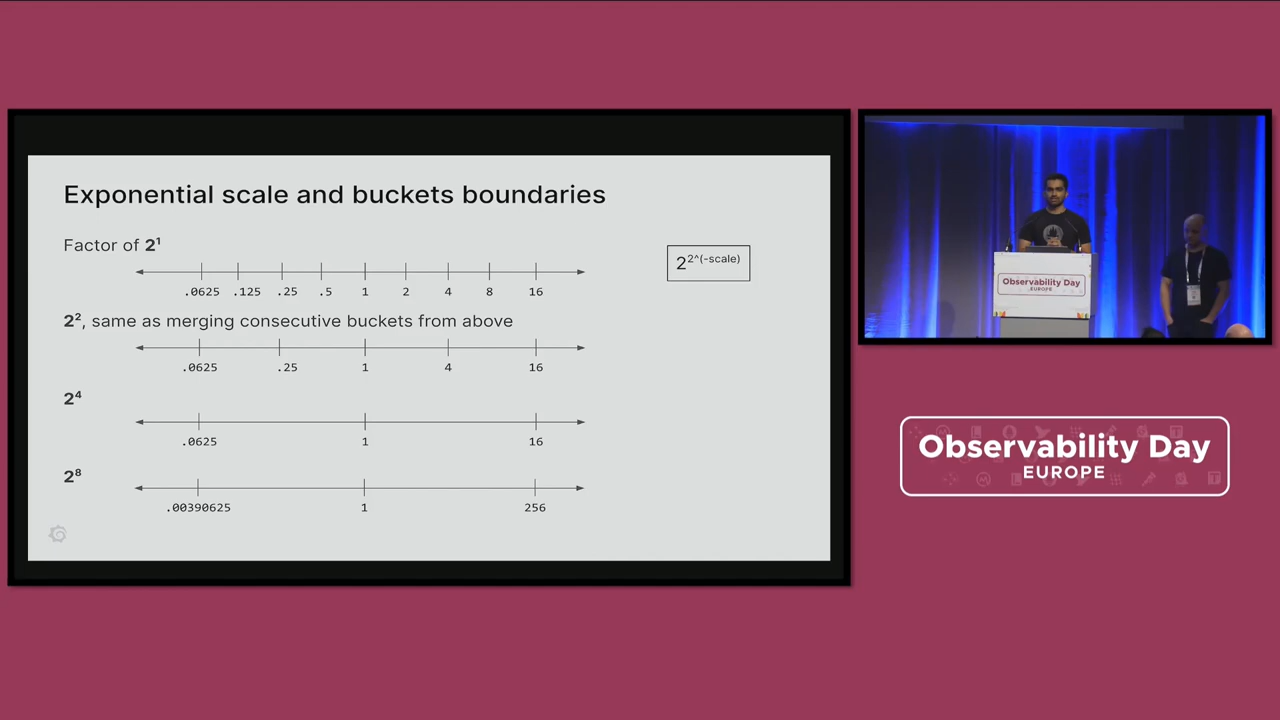 Exponential scale and buckets boundaries
Factor of 2¹
2^2^(-scale)
.0625 .125 .25 .5 1 2 4 8 16
2², same as merging consecutive buckets from above
.0625 .25 1 4 16
2⁴
.0625 1 16
2⁸
.00390625 1 256
Observability Day
EUROPE
Observability Day
EUROPE